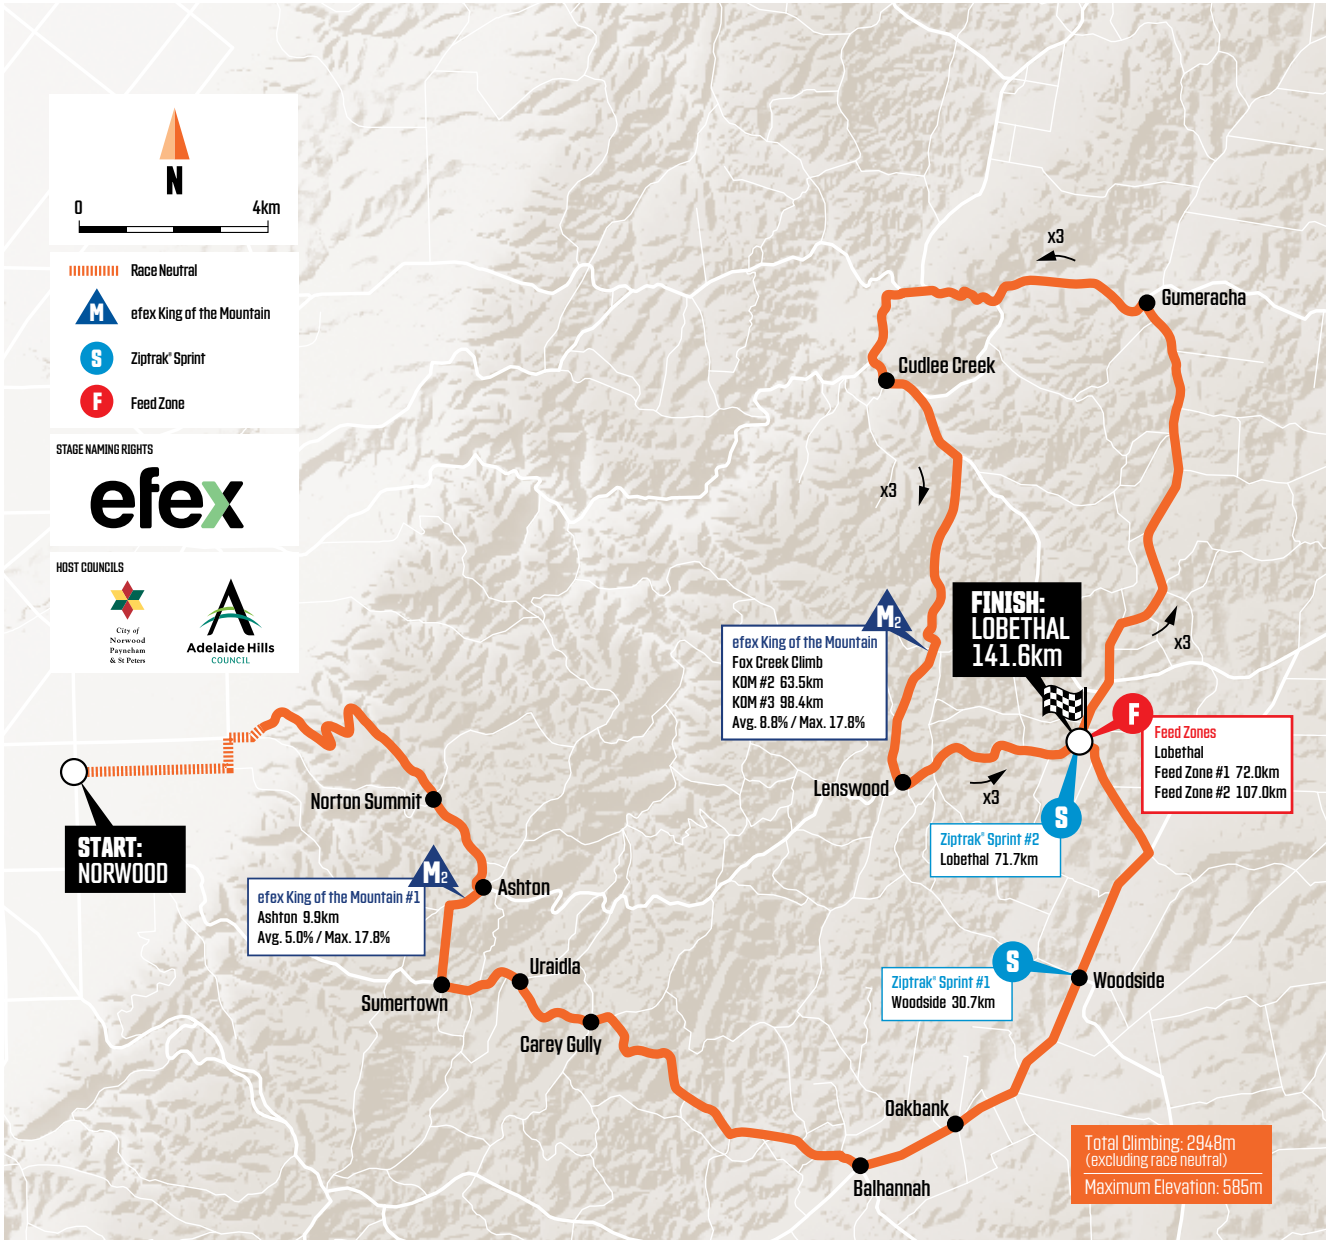 N
0 4km
Race Neutral
M efex King of the Mountain
S Ziptrak® Sprint
F Feed Zone
STAGE NAMING RIGHTS
efex
HOST COUNCILS
City of
Norwood
Payneham
& St Peters
Adelaide Hills
COUNCIL
START:
NORWOOD
Norton Summit
Ashton
M2
efex King of the Mountain #1
Ashton 9.9km
Avg. 5.0% / Max. 17.8%
Sumertown
Uraidla
Carey Gully
Balhannah
Oakbank
Woodside
S
Ziptrak® Sprint #1
Woodside 30.7km
x3
Gumeracha
Cudlee Creek
x3
M2
efex King of the Mountain
Fox Creek Climb
KOM #2 63.5km
KOM #3 98.4km
Avg. 8.8% / Max. 17.8%
FINISH:
LOBETHAL
141.6km
x3
F
Feed Zones
Lobethal
Feed Zone #1 72.0km
Feed Zone #2 107.0km
Lenswood
x3
S
Ziptrak® Sprint #2
Lobethal 71.7km
Total Climbing: 2948m
(excluding race neutral)
Maximum Elevation: 585m